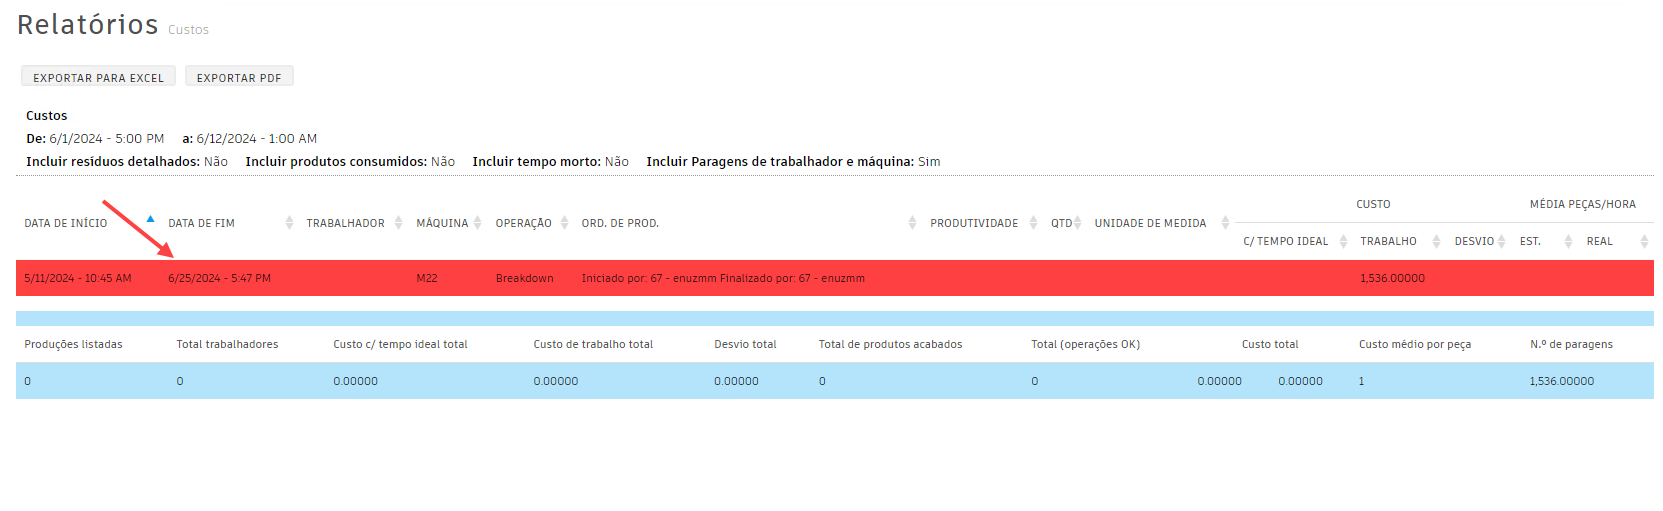 Relatórios Custos
EXPORTAR PARA EXCEL EXPORTAR PDF
Custos
De: 6/1/2024 - 5:00 PM a: 6/12/2024 - 1:00 AM
Incluir resíduos detalhados: Não Incluir produtos consumidos: Não Incluir tempo morto: Não Incluir Paragens de trabalhador e máquina: Sim
CUSTO MÉDIA PEÇAS/HORA
DATA DE INÍCIO DATA DE FIM TRABALHADOR MÁQUINA OPERAÇÃO ORD. DE PROD. PRODUTIVIDADE QTD UNIDADE DE MEDIDA
C/ TEMPO IDEAL TRABALHO DESVIO EST. REAL
5/11/2024 - 10:45 AM 6/25/2024 - 5:47 PM M22 Breakdown Iniciado por: 67 - enuzmm Finalizado por: 67 - enuzmm 1,536.00000
Produções listadas Total trabalhadores Custo c/ tempo ideal total Custo de trabalho total Desvio total Total de produtos acabados Total (operações OK) Custo total Custo médio por peça N.º de paragens
0 0 0.00000 0.00000 0.00000 0 0 0.00000 0.00000 1 1,536.00000